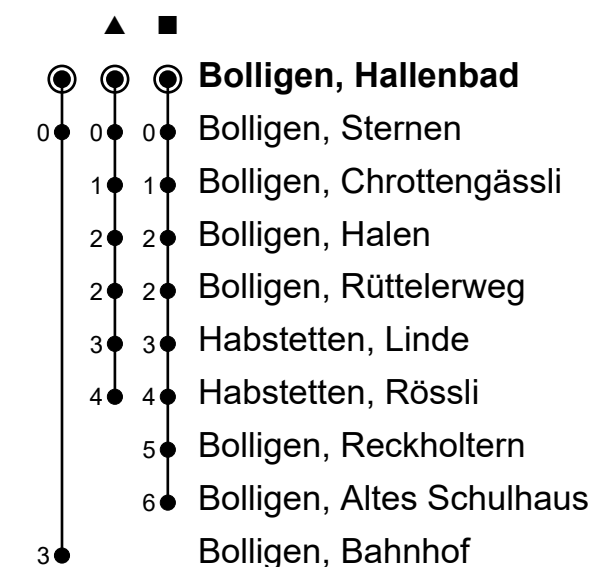 ▲ ■
Bolligen, Hallenbad
0 0 0 Bolligen, Sternen
1 1 Bolligen, Chrottengässli
2 2 Bolligen, Halen
2 2 Bolligen, Rüttelerweg
3 3 Habstetten, Linde
4 4 Habstetten, Rössli
5 Bolligen, Reckholtern
6 Bolligen, Altes Schulhaus
3 Bolligen, Bahnhof